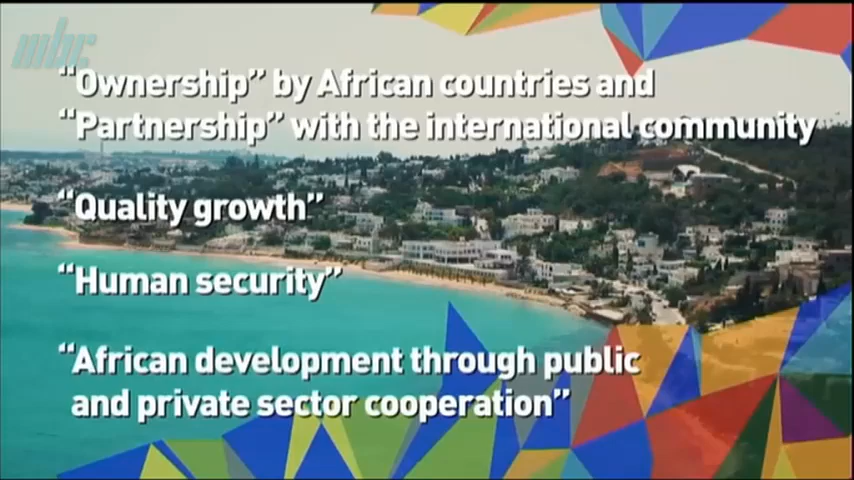 mbc
“Ownership” by African countries and
“Partnership” with the international community
“Quality growth”
“Human security”
“African development through public
and private sector cooperation”